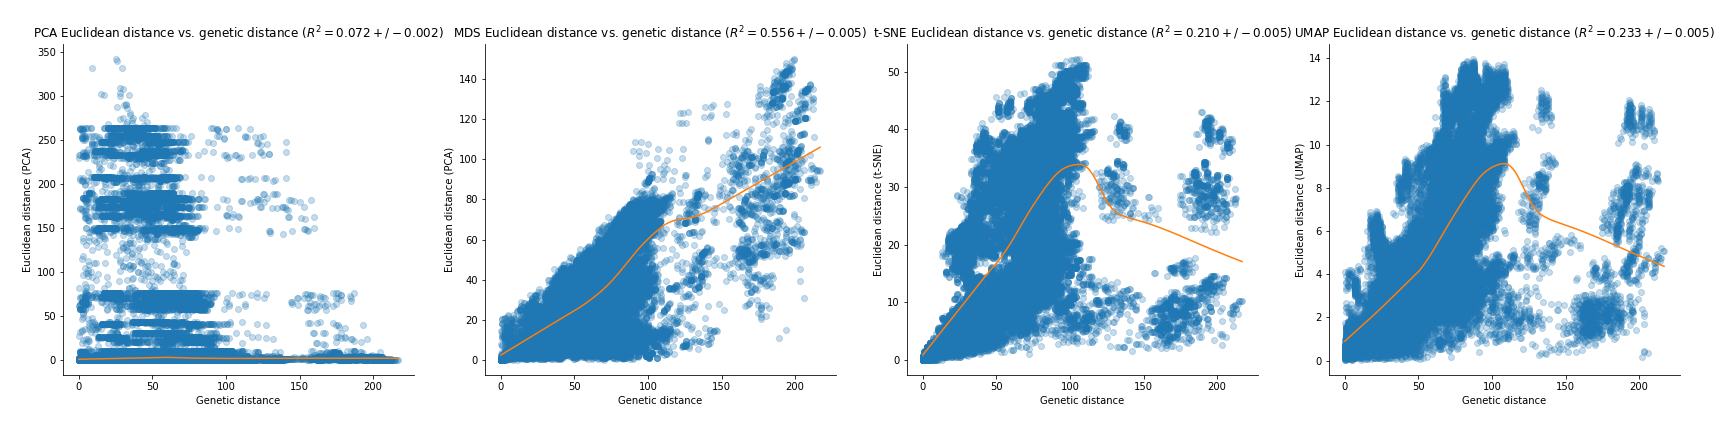 PCA Euclidean distance vs. genetic distance (R² = 0.072 +/− 0.002)
350
300
250
200
150
100
50
0
Euclidean distance (PCA)
0 50 100 150 200
Genetic distance
MDS Euclidean distance vs. genetic distance (R² = 0.556 +/− 0.005)
140
120
100
80
60
40
20
0
Euclidean distance (PCA)
0 50 100 150 200
Genetic distance
t-SNE Euclidean distance vs. genetic distance (R² = 0.210 +/− 0.005)
50
40
30
20
10
0
Euclidean distance (t-SNE)
0 50 100 150 200
Genetic distance
UMAP Euclidean distance vs. genetic distance (R² = 0.233 +/− 0.005)
14
12
10
8
6
4
2
0
Euclidean distance (UMAP)
0 50 100 150 200
Genetic distance